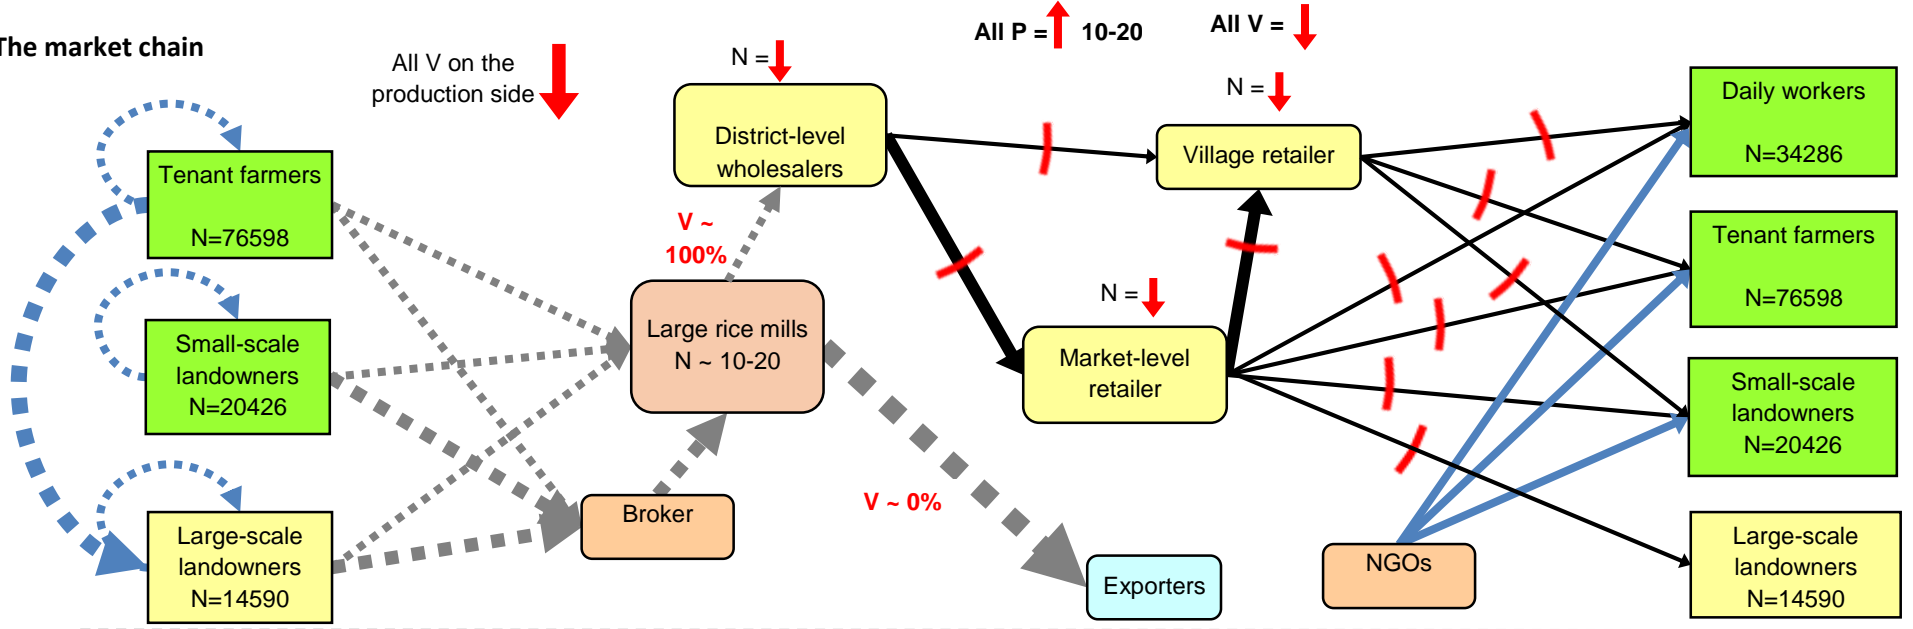 The market chain
All V on the
production side
N =
All P = 10-20
All V =
N =
Tenant farmers
N=76598
Small-scale
landowners
N=20426
Large-scale
landowners
N=14590
District-level
wholesalers
V ~
100%
Large rice mills
N ~ 10-20
Broker
V ~ 0%
Exporters
Village retailer
N =
Market-level
retailer
NGOs
Daily workers
N=34286
Tenant farmers
N=76598
Small-scale
landowners
N=20426
Large-scale
landowners
N=14590